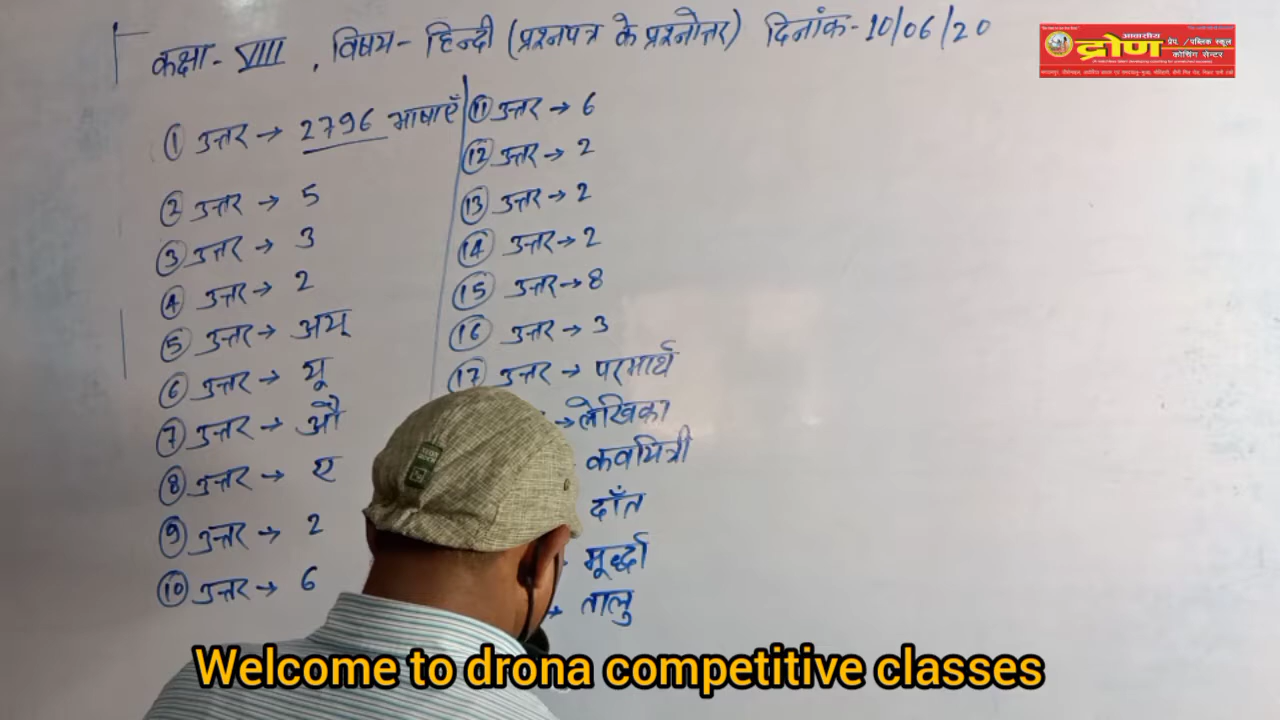 कक्षा - VIII , विषय - हिन्दी (प्रश्नपत्र के प्रश्नोत्तर) दिनांक - 10/06/20
आवासीय
द्रोण प्रेप. / पब्लिक स्कूल
कोचिंग सेन्टर
① उत्तर → 2796 भाषाएँ
② उत्तर → 5
③ उत्तर → 3
④ उत्तर → 2
⑤ उत्तर → अय्
⑥ उत्तर → यू
⑦ उत्तर → औ
⑧ उत्तर → ए
⑨ उत्तर → 2
⑩ उत्तर → 6
⑪ उत्तर → 6
⑫ उत्तर → 2
⑬ उत्तर → 2
⑭ उत्तर → 2
⑮ उत्तर → 8
⑯ उत्तर → 3
⑰ उत्तर → परमार्थ
→ लेखिका
कवयित्री
दाँत
मूर्द्धा
→ तालु
Welcome to drona competitive classes